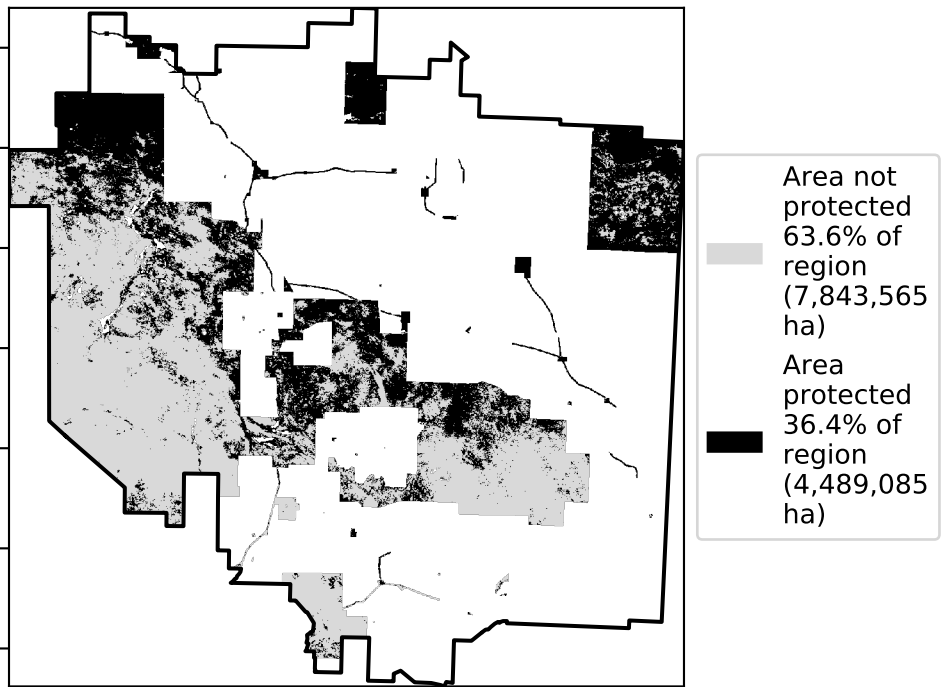 Area not
protected
63.6% of
region
(7,843,565
ha)
Area
protected
36.4% of
region
(4,489,085
ha)